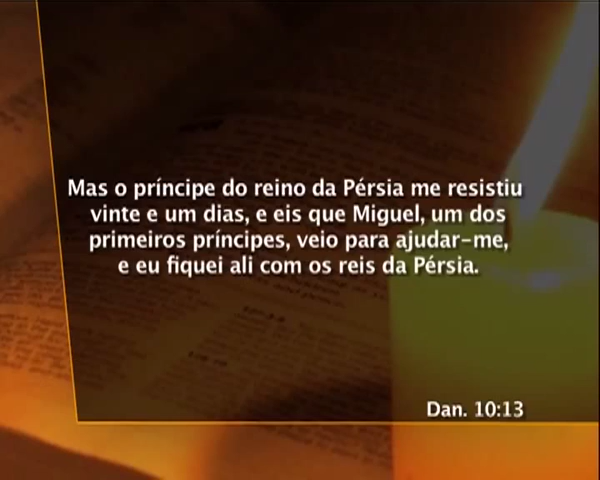 Mas o príncipe do reino da Pérsia me resistiu
vinte e um dias, e eis que Miguel, um dos
primeiros príncipes, veio para ajudar-me,
e eu fiquei ali com os reis da Pérsia.
Dan. 10:13